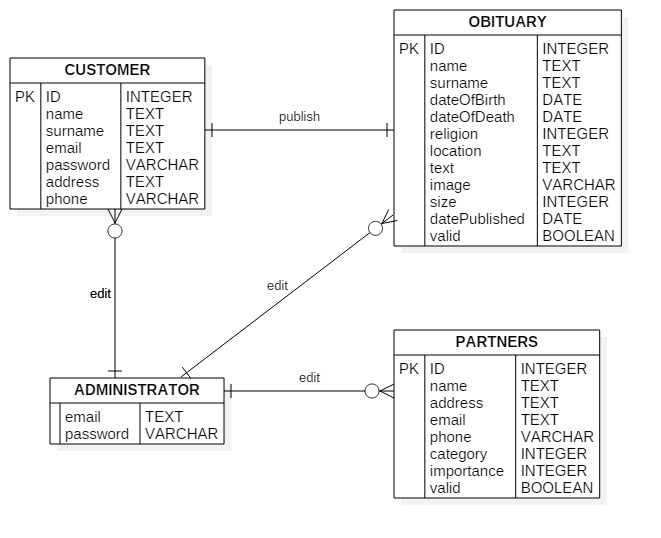 OBITUARY
PK ID INTEGER
name TEXT
surname TEXT
dateOfBirth DATE
dateOfDeath DATE
religion INTEGER
location TEXT
text TEXT
image VARCHAR
size INTEGER
datePublished DATE
valid BOOLEAN
CUSTOMER
PK ID INTEGER
name TEXT
surname TEXT
email TEXT
password VARCHAR
address TEXT
phone VARCHAR
publish
edit
edit
ADMINISTRATOR
email TEXT
password VARCHAR
edit
PARTNERS
PK ID INTEGER
name TEXT
address TEXT
email TEXT
phone VARCHAR
category INTEGER
importance INTEGER
valid BOOLEAN